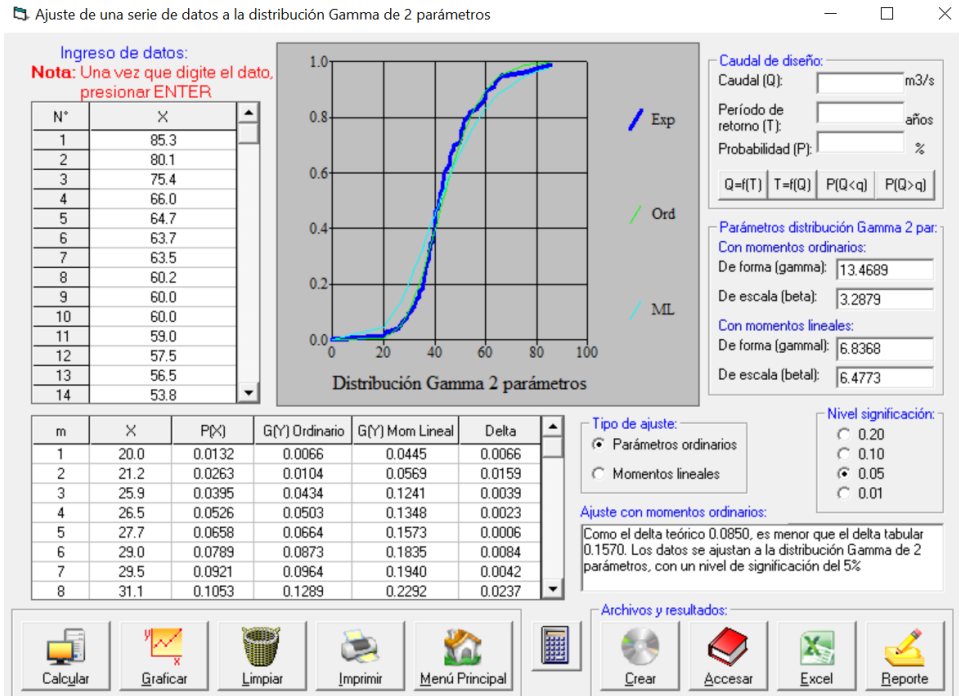 Ajuste de una serie de datos a la distribución Gamma de 2 parámetros
Ingreso de datos:
Nota: Una vez que digite el dato,
presionar ENTER
N° X
1 85.3
2 80.1
3 75.4
4 66.0
5 64.7
6 63.7
7 63.5
8 60.2
9 60.0
10 60.0
11 59.0
12 57.5
13 56.5
14 53.8
1.0
0.8
0.6
0.4
0.2
0.0
0 20 40 60 80 100
Distribución Gamma 2 parámetros
Exp
Ord
ML
Caudal de diseño:
Caudal (Q): m3/s
Período de
retorno (T): años
Probabilidad (P): %
Q=f(T) T=f(Q) P(Q<q) P(Q>q)
Parámetros distribución Gamma 2 par:
Con momentos ordinarios:
De forma (gamma): 13.4689
De escala (beta): 3.2879
Con momentos lineales:
De forma (gammal): 6.8368
De escala (betal): 6.4773
m X P(X) G(Y) Ordinario G(Y) Mom Lineal Delta
1 20.0 0.0132 0.0066 0.0445 0.0066
2 21.2 0.0263 0.0104 0.0569 0.0159
3 25.9 0.0395 0.0434 0.1241 0.0039
4 26.5 0.0526 0.0503 0.1348 0.0023
5 27.7 0.0658 0.0664 0.1573 0.0006
6 29.0 0.0789 0.0873 0.1835 0.0084
7 29.5 0.0921 0.0964 0.1940 0.0042
8 31.1 0.1053 0.1289 0.2292 0.0237
Tipo de ajuste:
Parámetros ordinarios
Momentos lineales
Nivel significación:
0.20
0.10
0.05
0.01
Ajuste con momentos ordinarios:
Como el delta teórico 0.0850, es menor que el delta tabular
0.1570. Los datos se ajustan a la distribución Gamma de 2
parámetros, con un nivel de significación del 5%
Calcular
Graficar
Limpiar
Imprimir
Menú Principal
Archivos y resultados:
Crear
Accesar
Excel
Reporte